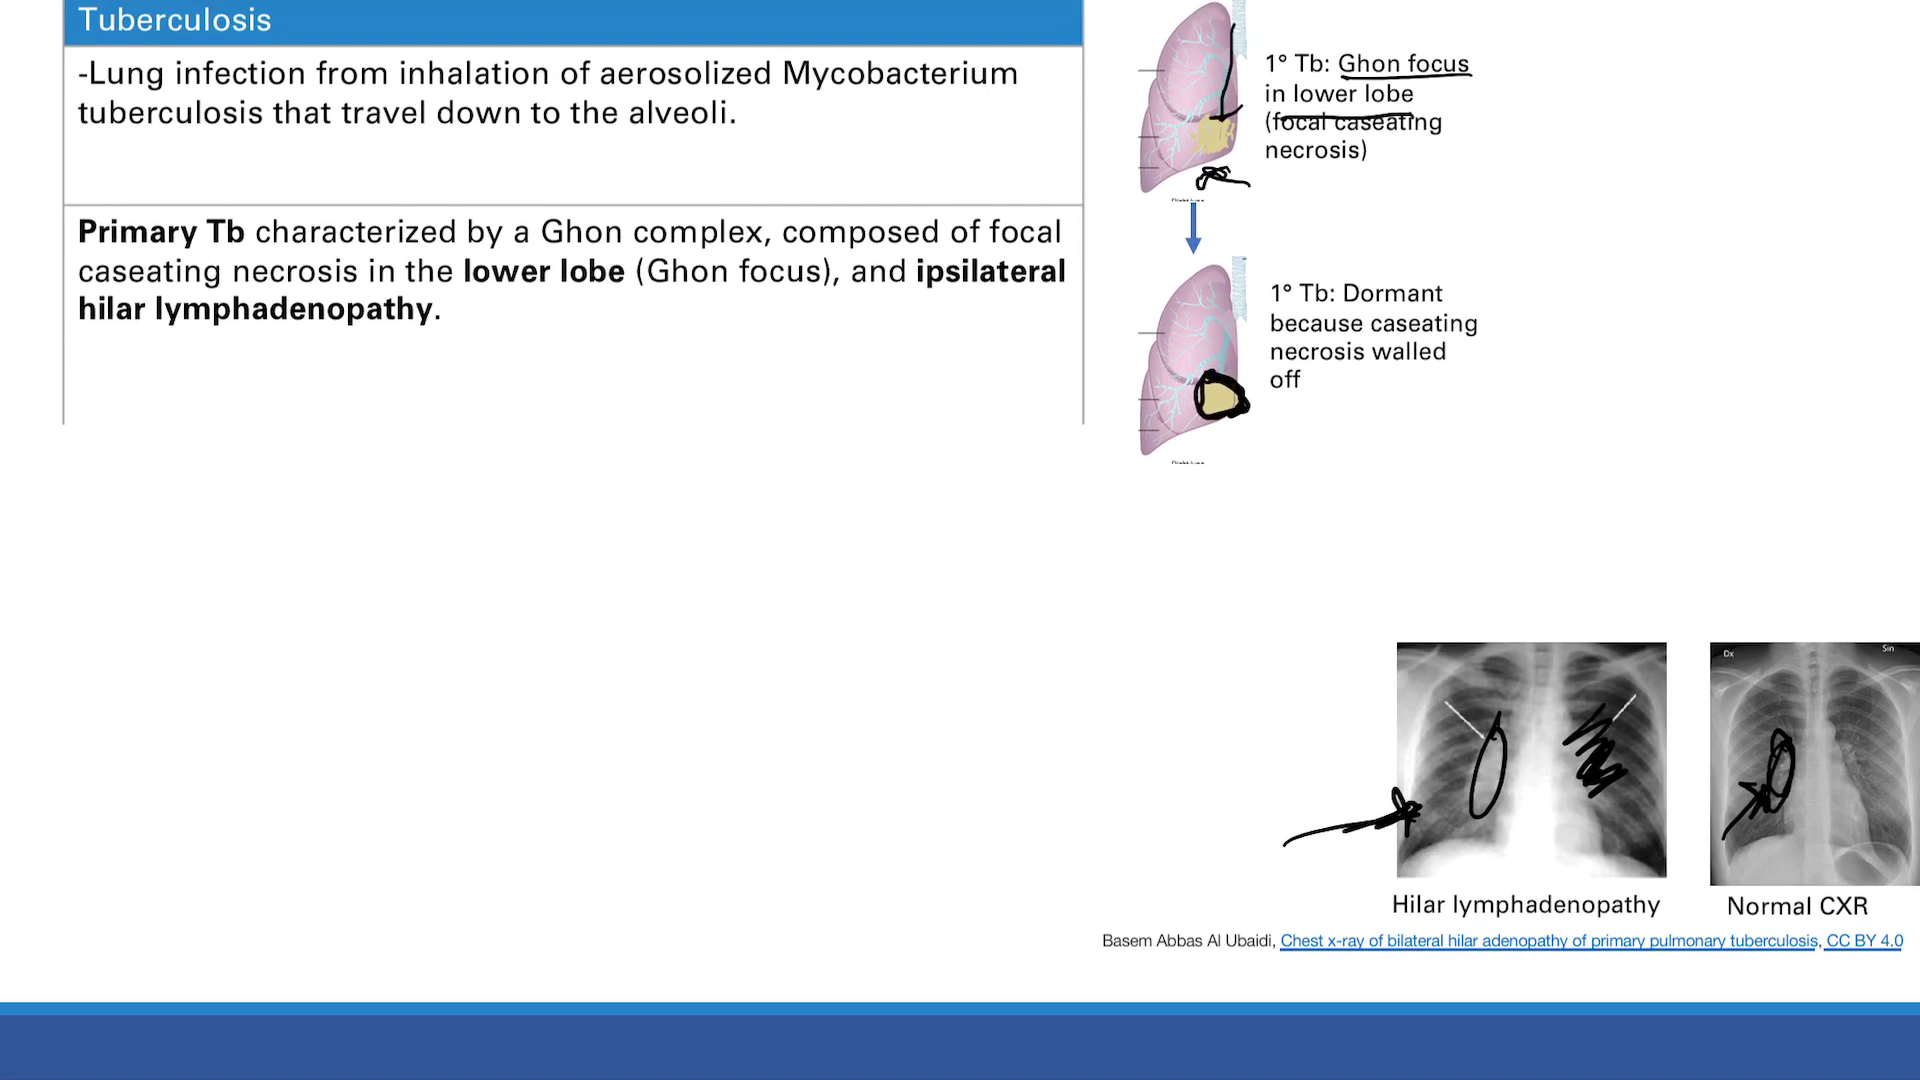 Tuberculosis
-Lung infection from inhalation of aerosolized Mycobacterium
tuberculosis that travel down to the alveoli.
Primary Tb characterized by a Ghon complex, composed of focal
caseating necrosis in the lower lobe (Ghon focus), and ipsilateral
hilar lymphadenopathy.
1° Tb: Ghon focus
in lower lobe
(focal caseating
necrosis)
1° Tb: Dormant
because caseating
necrosis walled
off
Dx
Sin
Hilar lymphadenopathy
Normal CXR
Basem Abbas Al Ubaidi, Chest x-ray of bilateral hilar adenopathy of primary pulmonary tuberculosis, CC BY 4.0